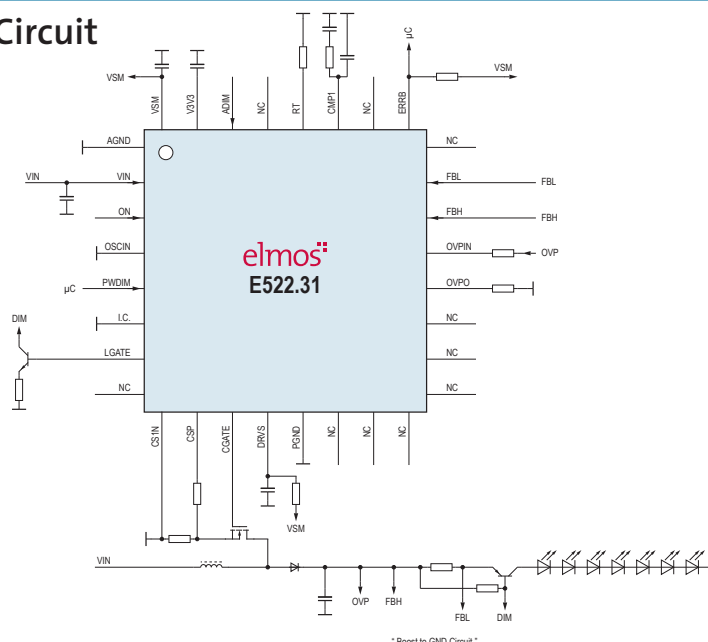 Circuit
µC
VSM
VSM
VSM
V3V3
ADIM
NC
RT
CMP1
NC
ERRB
AGND
NC
VIN
VIN
FBL
FBL
ON
FBH
FBH
OSCIN
OVPIN
OVP
elmos
E522.31
µC
PWDIM
OVPO
DIM
I.C.
NC
LGATE
NC
NC
NC
CS1N
CSP
CGATE
DRVS
PGND
NC
NC
NC
VSM
VIN
OVP
FBH
FBL
DIM
" Boost to GND Circuit "